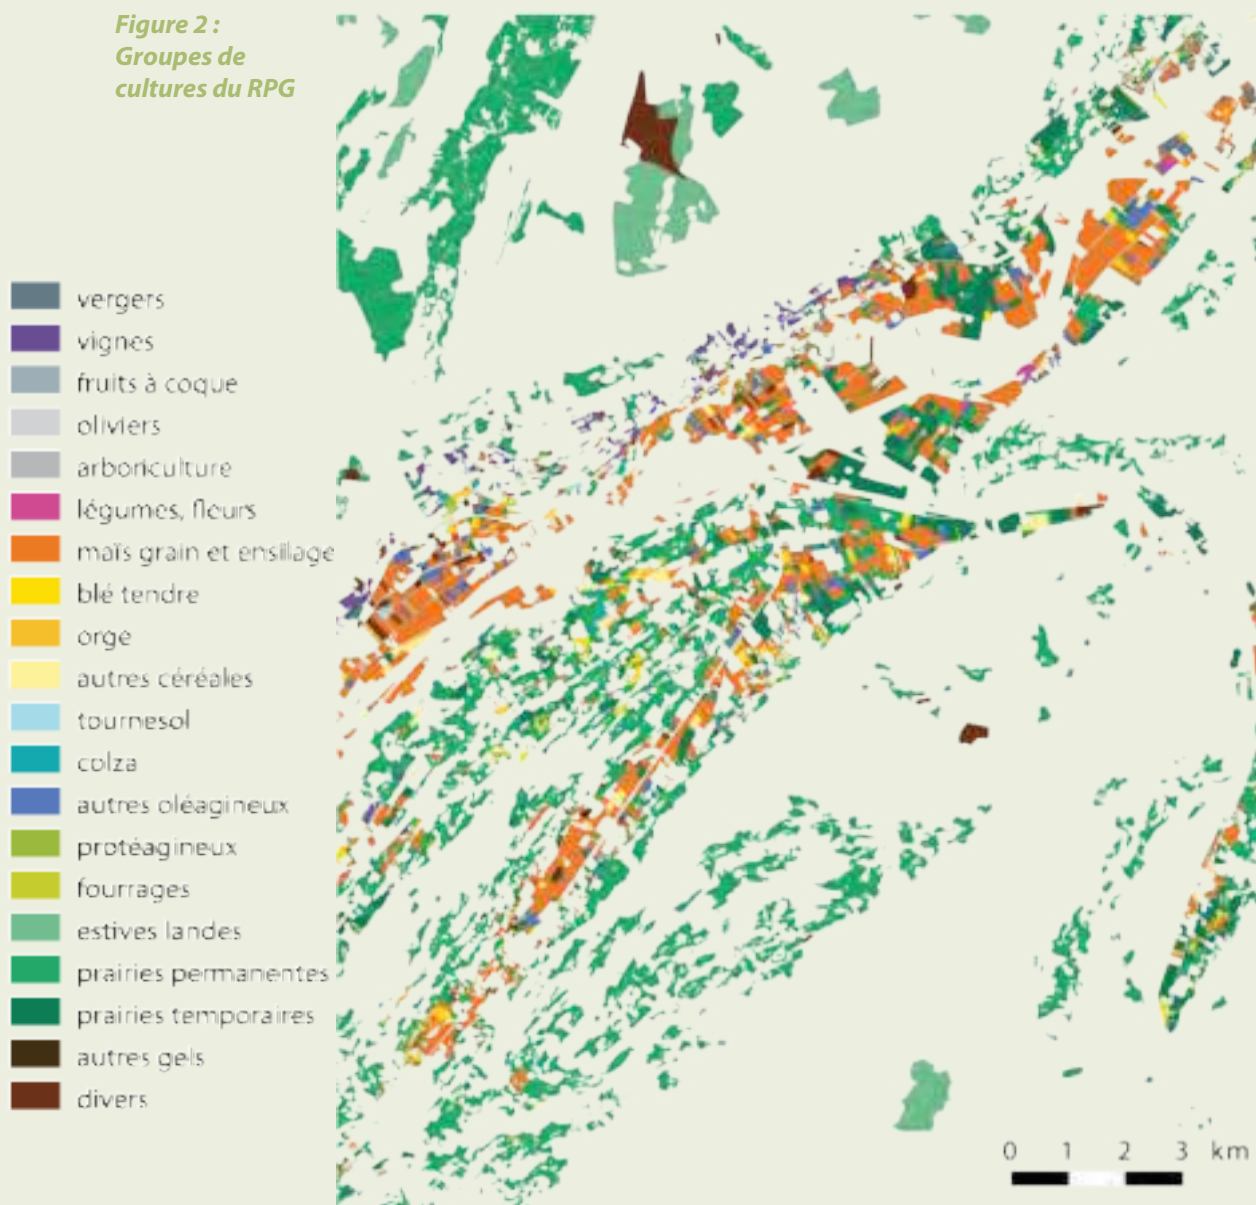 Figure 2 :
Groupes de
cultures du RPG
vergers
vignes
fruits à coque
oliviers
arboriculture
légumes, fleurs
maïs grain et ensillage
blé tendre
orge
autres céréales
tournesol
colza
autres oléagineux
protéagineux
fourrages
estives landes
prairies permanentes
prairies temporaires
autres gels
divers
0 1 2 3 km